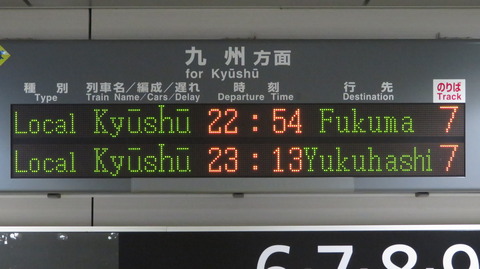 九州方面
for Kyūshū
種別 列車名/編成/遅れ 時刻 行先 のりば
Type Train Name/Cars/Delay Departure Time Destination Track
Local Kyūshū 22:54 Fukuma 7
Local Kyūshū 23:13 Yukuhashi 7
6・7・8・9